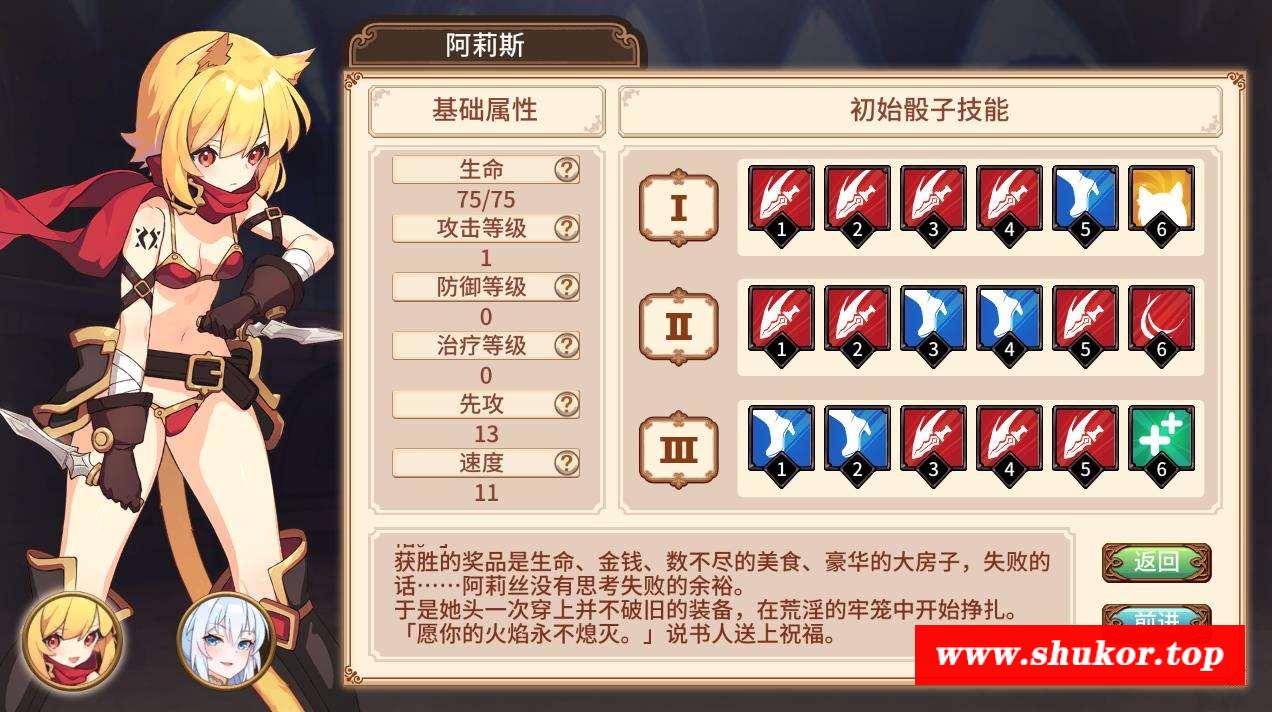 阿莉斯
基础属性
初始骰子技能
生命
?
75/75
攻击等级
?
1
防御等级
?
0
治疗等级
?
0
先攻
?
13
速度
?
11
I
1
2
3
4
5
6
II
1
2
3
4
5
6
III
1
2
3
4
5
6
获胜的奖品是生命、金钱、数不尽的美食、豪华的大房子，失败的
话……阿莉丝没有思考失败的余裕。
于是她头一次穿上并不破旧的装备，在荒淫的牢笼中开始挣扎。
「愿你的火焰永不熄灭。」说书人送上祝福。
返回
前进
www.shukor.top